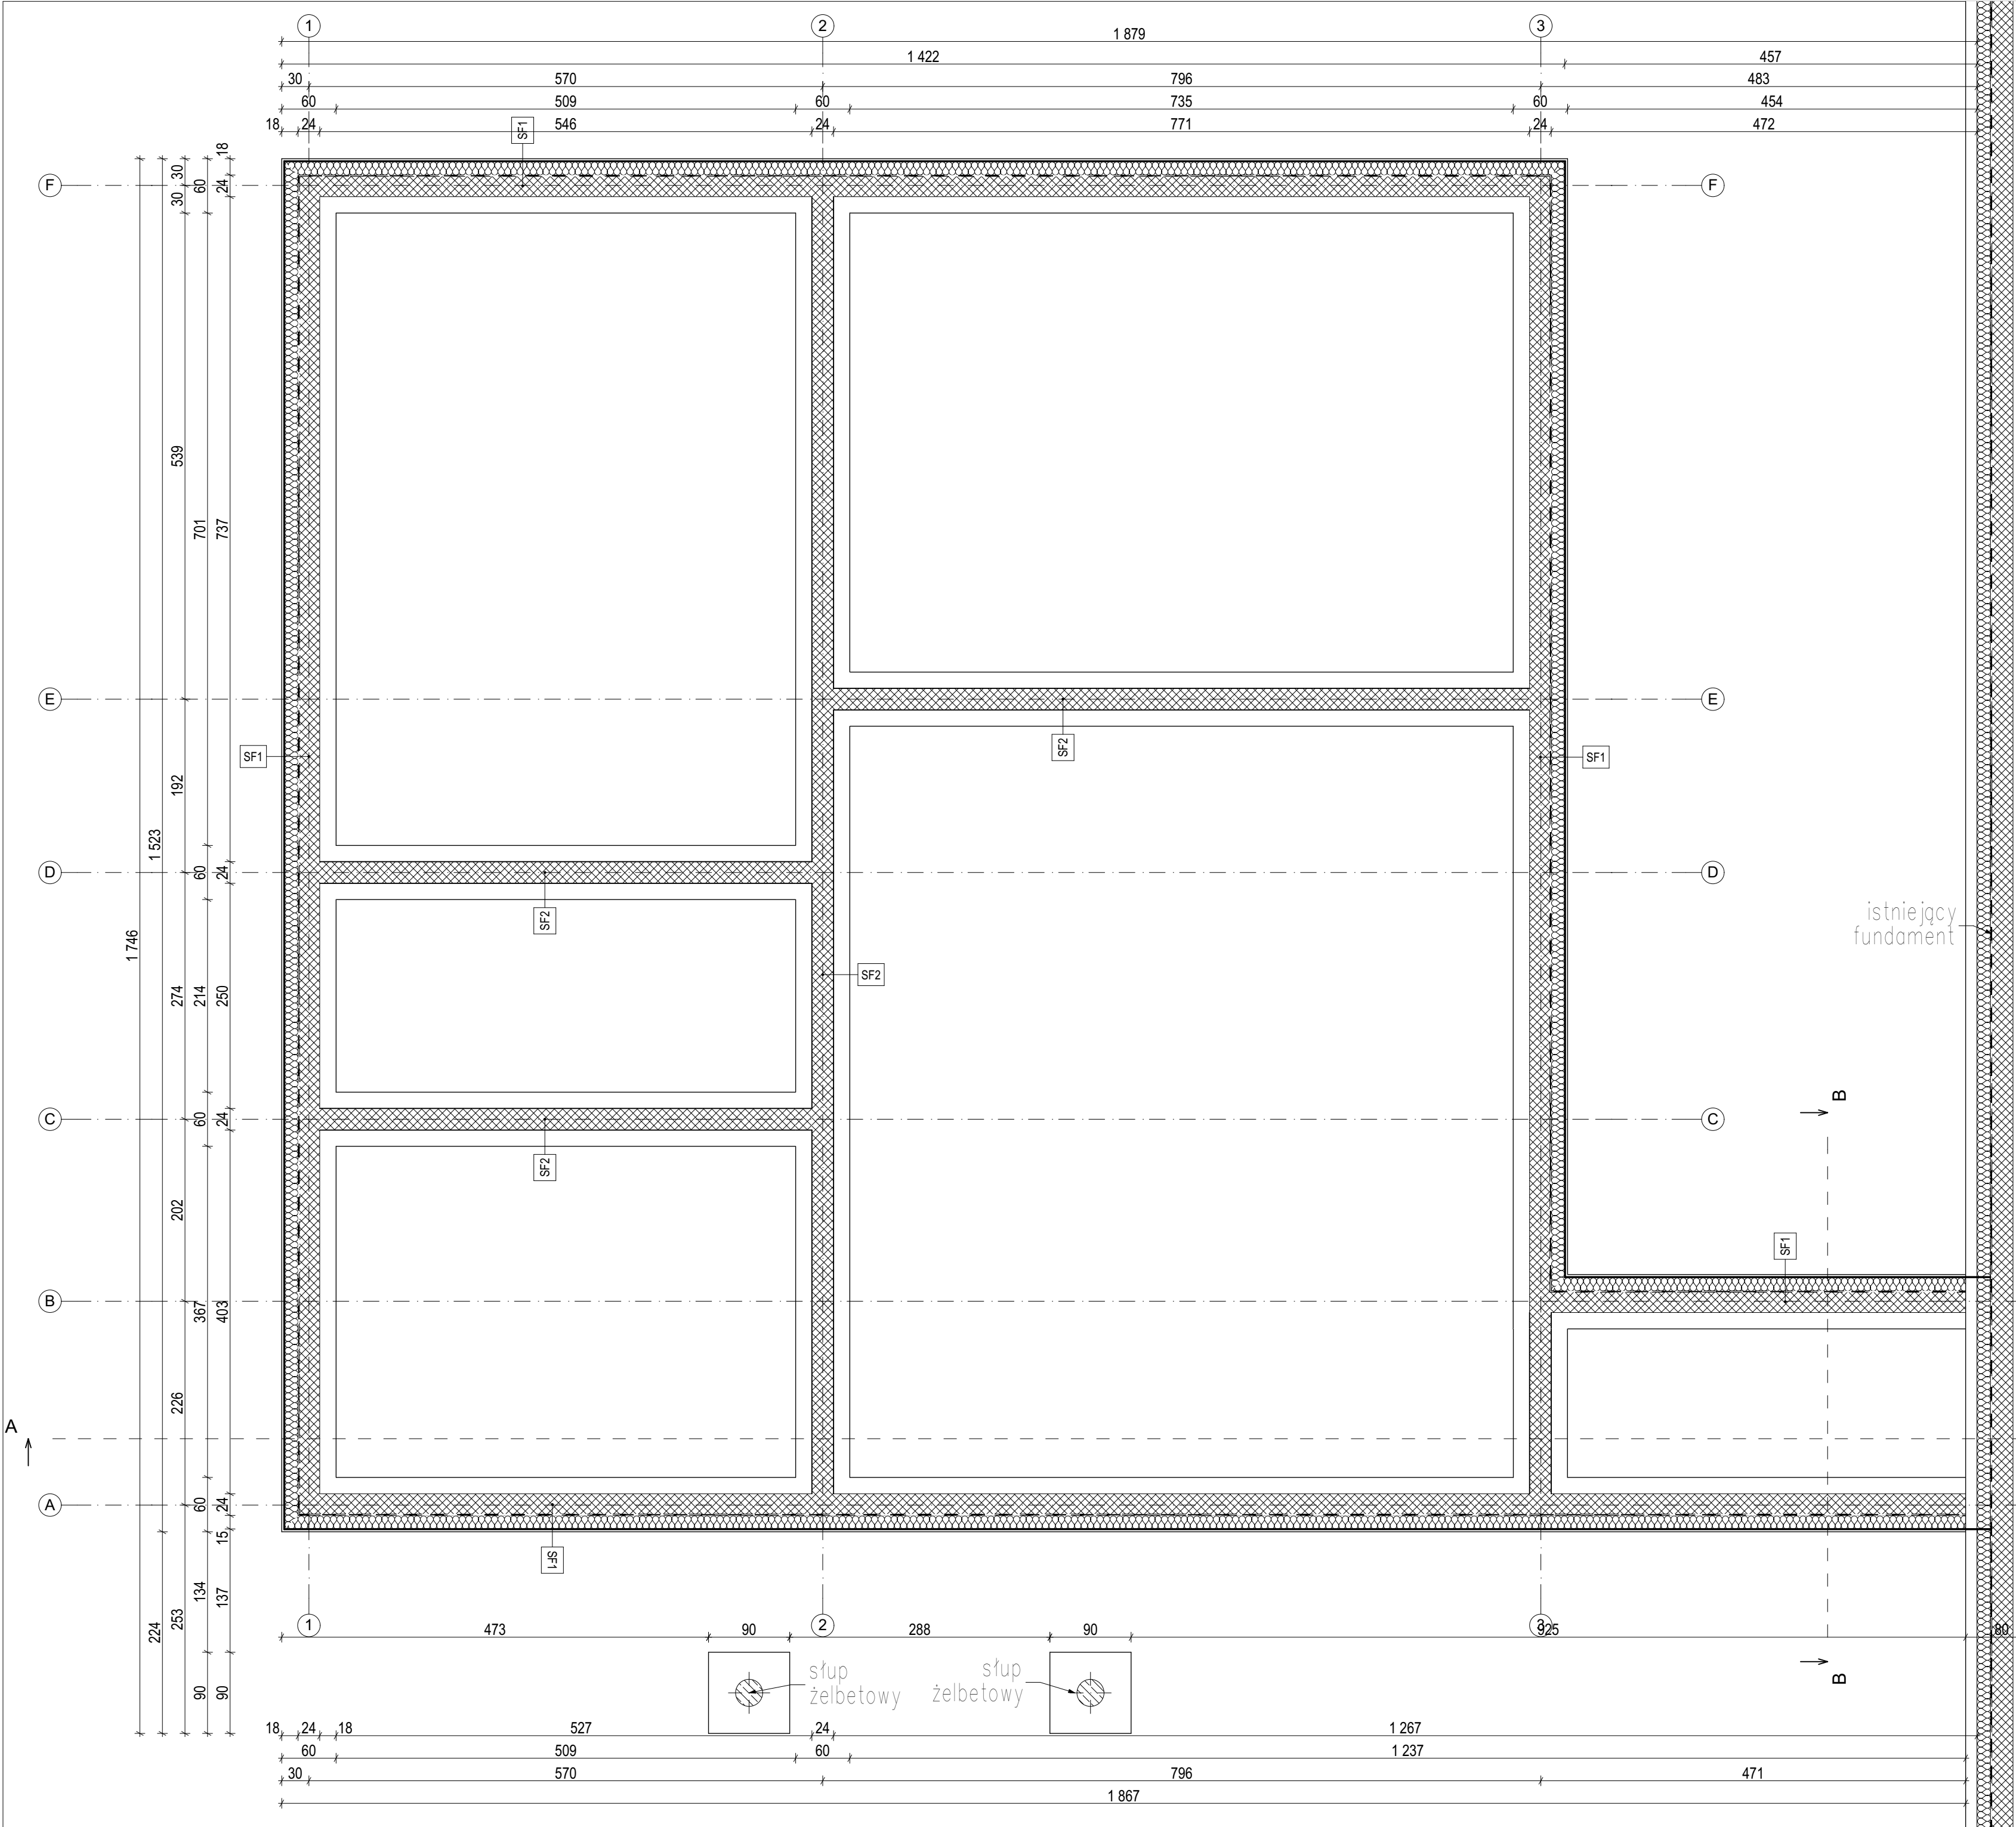 1
2
3
1 879
1 422
457
30
570
796
483
60
509
60
735
60
454
18
24
546
24
771
24
472
SF1
18
30
60
24
30
F
F
539
701
737
E
E
SF1
SF2
SF1
192
1 523
60
24
D
D
SF2
istniejący
fundament
1 746
SF2
274
214
250
B
60
24
C
C
SF2
202
SF1
B
367
403
226
A
60
24
A
15
SF1
134
137
253
224
1
2
3
473
90
288
90
925
80
słup
żelbetowy
słup
żelbetowy
B
90
90
18
24
18
527
24
1 267
60
509
60
1 237
30
570
796
471
1 867